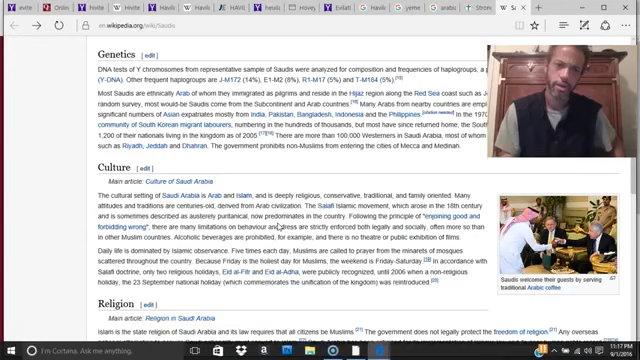 evite
Onlin
hivite
W Hivite
Havila
HAVIL
Havila
heula
Hovey
Evilat
G havila
G yeme
G arabic
Stron
W Sa
en.wikipedia.org/wiki/Saudis
Genetics [ edit ]
DNA tests of Y chromosomes from representative sample of Saudis were analyzed for composition and frequencies of haplogroups, a p
(Y-DNA). Other frequent haplogroups are J-M172 (14%), E1-M2 (8%), R1-M17 (5%) and T-M184 (5%).
Most Saudis are ethnically Arab of whom they immigrated as pilgrims and reside in the Hijaz region along the Red Sea coast such as J
random survey, most would-be Saudis come from the Subcontinent and Arab countries. Many Arabs from nearby countries are empl
significant numbers of Asian expatriates mostly from India, Pakistan, Bangladesh, Indonesia and the Philippines.[citation needed] In the 1970
community of South Korean migrant labourers, numbering in the hundreds of thousands, but most have since returned home; the South
1,200 of their nationals living in the kingdom as of 2005. There are more than 100,000 Westerners in Saudi Arabia, most of whom
such as Riyadh, Jeddah and Dhahran. The government prohibits non-Muslims from entering the cities of Mecca and Medinah.
Culture [ edit ]
Main article: Culture of Saudi Arabia
The cultural setting of Saudi Arabia is Arab and Islam, and is deeply religious, conservative, traditional, and family oriented. Many
attitudes and traditions are centuries-old, derived from Arab civilization. The Salafi Islamic movement, which arose in the 18th century
and is sometimes described as austerely puritanical, now predominates in the country. Following the principle of "enjoining good and
forbidding wrong", there are many limitations on behaviour and dress are strictly enforced both legally and socially, often more so than
in other Muslim countries. Alcoholic beverages are prohibited, for example, and there is no theatre or public exhibition of films.
Daily life is dominated by Islamic observance. Five times each day, Muslims are called to prayer from the minarets of mosques
scattered throughout the country. Because Friday is the holiest day for Muslims, the weekend is Friday-Saturday. In accordance with
Salafi doctrine, only two religious holidays, Eid al-Fitr and Eid al-Adha, were publicly recognized, until 2006 when a non-religious
holiday, the 23 September national holiday (which commemorates the unification of the kingdom) was reintroduced.
Saudis welcome their guests by serving
traditional Arabic coffee
Religion [ edit ]
Main article: Religion in Saudi Arabia
Islam is the state religion of Saudi Arabia and its law requires that all citizens be Muslims. The government does not legally protect the freedom of religion. Any overseas
I'm Cortana. Ask me anything.
11:17 PM
9/1/2016